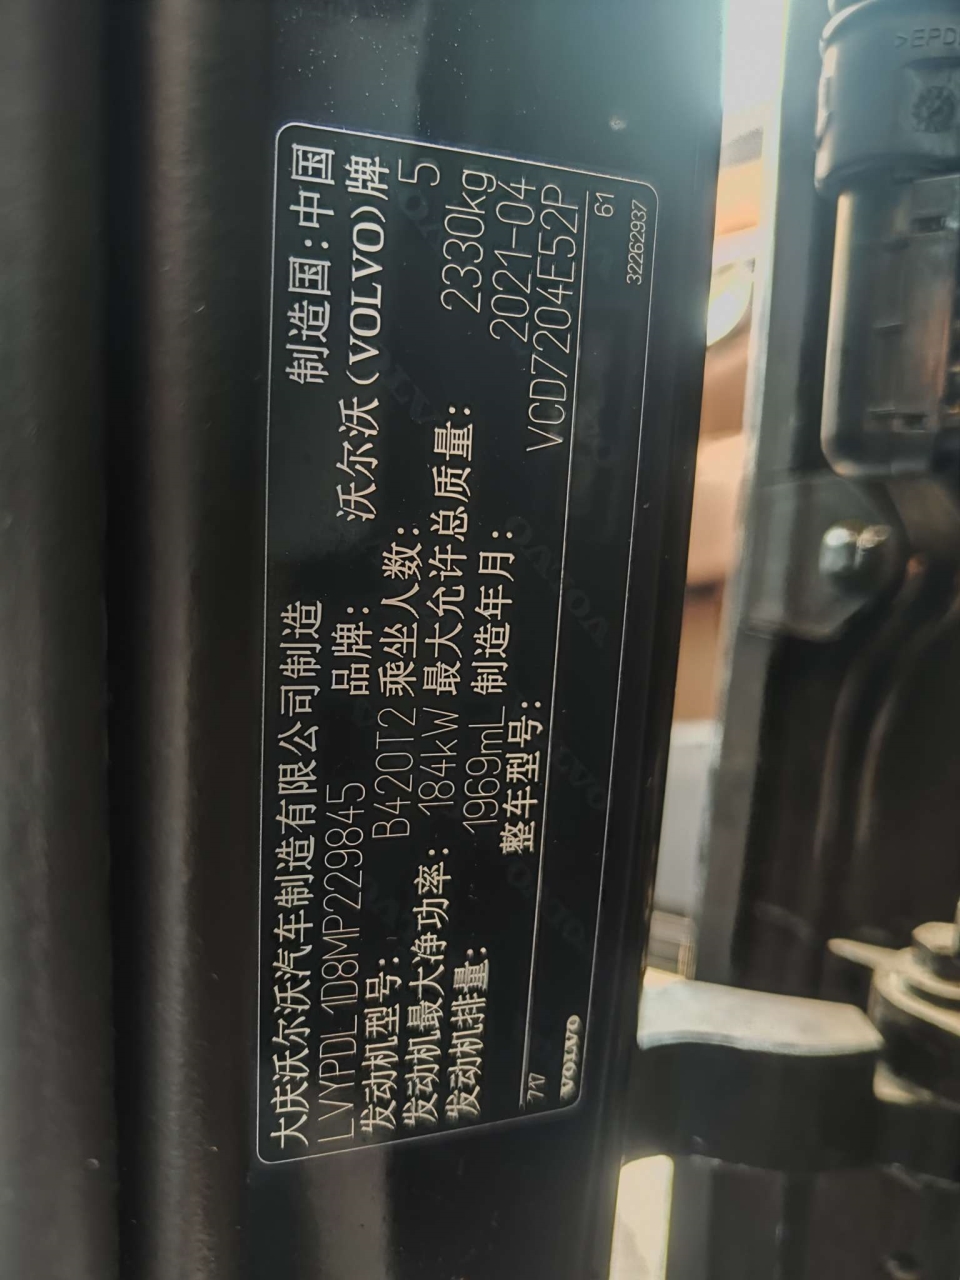 大庆沃尔沃汽车制造有限公司制造 制造国:中国
LVYPDL1D8MP229845 品牌: 沃尔沃(VOLVO)牌
发动机型号: B420T2 乘坐人数: 5
发动机最大净功率: 184kW 最大允许总质量: 2330kg
发动机排量: 1969mL 制造年月: 2021-04
整车型号: VCD7204E52P
717 61
VOLVO 32262937
>EPD